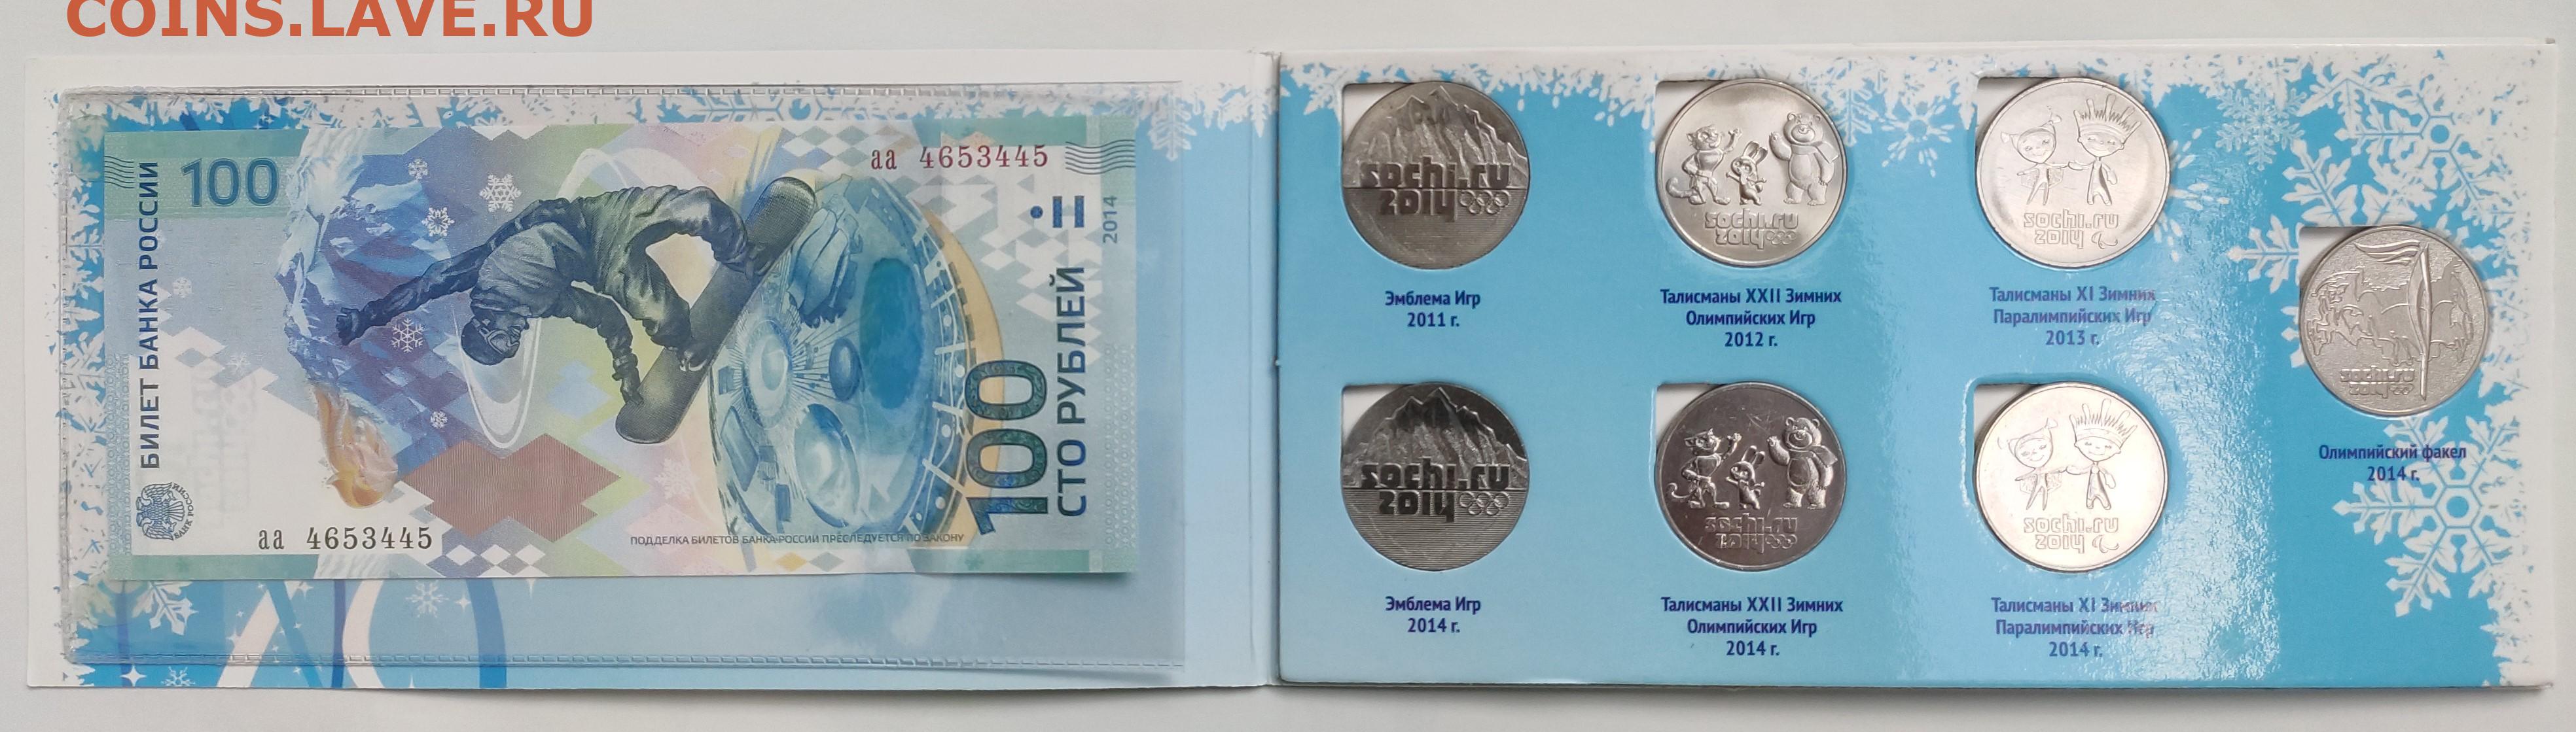 COINS.LAVE.RU
БИЛЕТ БАНКА РОССИИ
100
аа 4653445
2014
СТО РУБЛЕЙ
100
БАНК РОССИИ
аа 4653445
ПОДДЕЛКА БИЛЕТОВ БАНКА РОССИИ ПРЕСЛЕДУЕТСЯ ПО ЗАКОНУ
sochi.ru
2014
Эмблема Игр
2011 г.
sochi.ru
2014
Талисманы XXII Зимних
Олимпийских Игр
2012 г.
sochi.ru
2014
Талисманы XI Зимних
Паралимпийских Игр
2013 г.
sochi.ru
2014
Эмблема Игр
2014 г.
sochi.ru
2014
Талисманы XXII Зимних
Олимпийских Игр
2014 г.
sochi.ru
2014
Талисманы XI Зимних
Паралимпийских Игр
2014 г.
sochi.ru
2014
Олимпийский факел
2014 г.